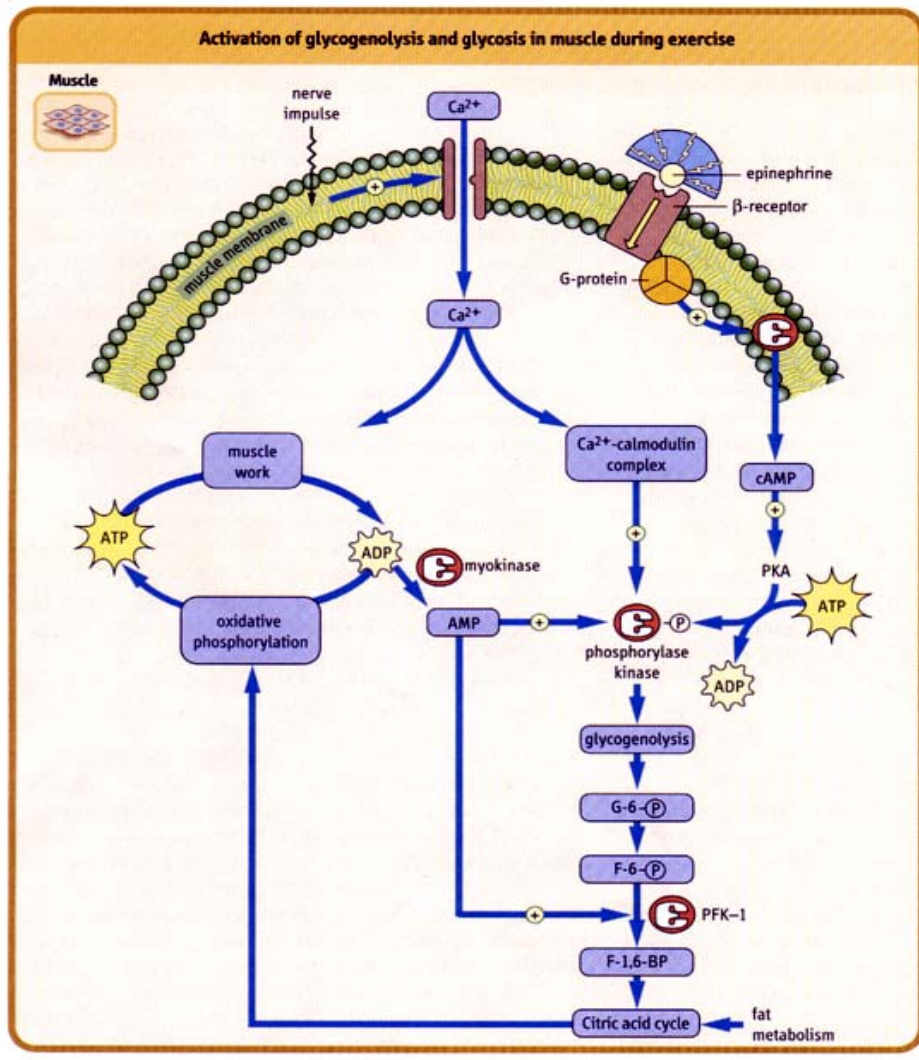 Activation of glycogenolysis and glycosis in muscle during exercise
Muscle
nerve
impulse
Ca2+
+
muscle membrane
epinephrine
β-receptor
G-protein
+
Ca2+
muscle
work
Ca2+-calmodulin
complex
cAMP
+
+
ATP
ADP
myokinase
PKA
ATP
oxidative
phosphorylation
AMP
+
-P
phosphorylase
kinase
ADP
glycogenolysis
G-6-P
F-6-P
+
PFK-1
F-1,6-BP
Citric acid cycle
fat
metabolism